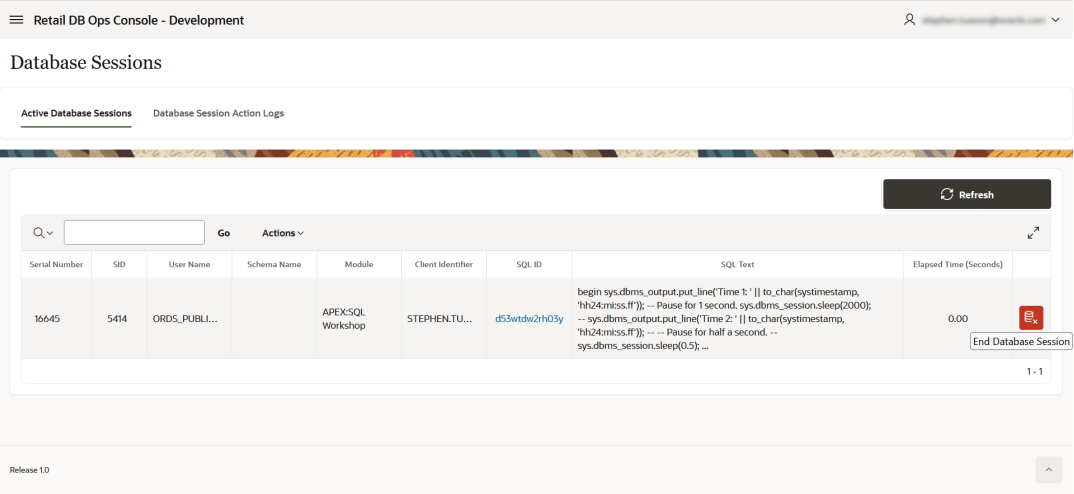 Retail DB Ops Console - Development
Database Sessions
Active Database Sessions
Database Session Action Logs
Refresh
Go
Actions
Serial Number
SID
User Name
Schema Name
Module
Client Identifier
SQL ID
SQL Text
Elapsed Time (Seconds)
16645
5414
ORDS_PUBLI...
APEX:SQL
Workshop
STEPHEN.TU...
d53wtdw2rh03y
begin sys.dbms_output.put_line('Time 1: ' || to_char(systimestamp,
'hh24:mi:ss.ff')); -- Pause for 1 second. sys.dbms_session.sleep(2000);
-- sys.dbms_output.put_line('Time 2: ' || to_char(systimestamp,
'hh24:mi:ss.ff')); -- -- Pause for half a second. --
sys.dbms_session.sleep(0.5); ...
0.00
End Database Session
1 - 1
Release 1.0